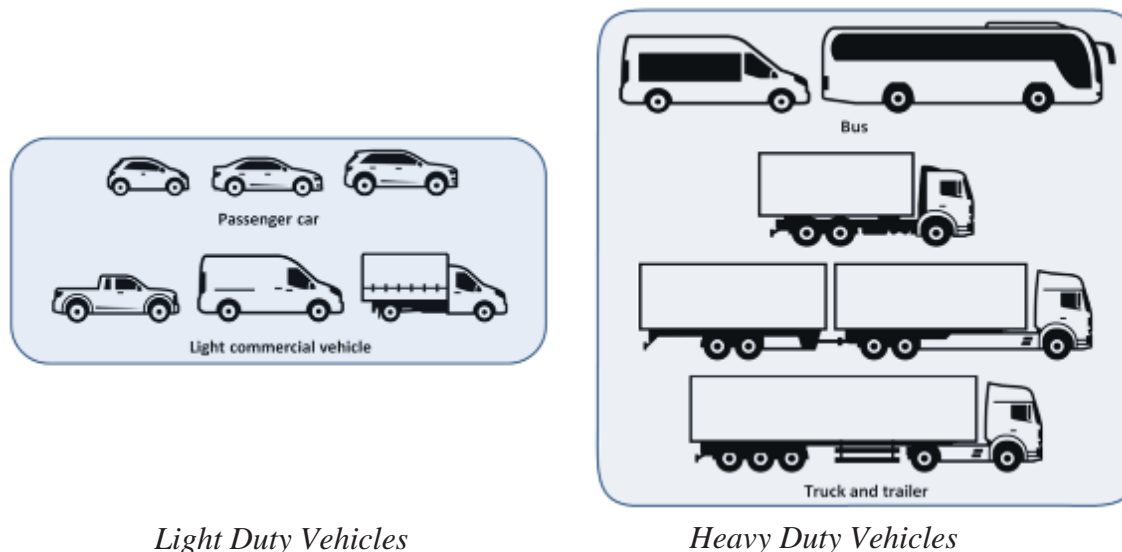 Passenger car
Light commercial vehicle
Light Duty Vehicles
Bus
Truck and trailer
Heavy Duty Vehicles